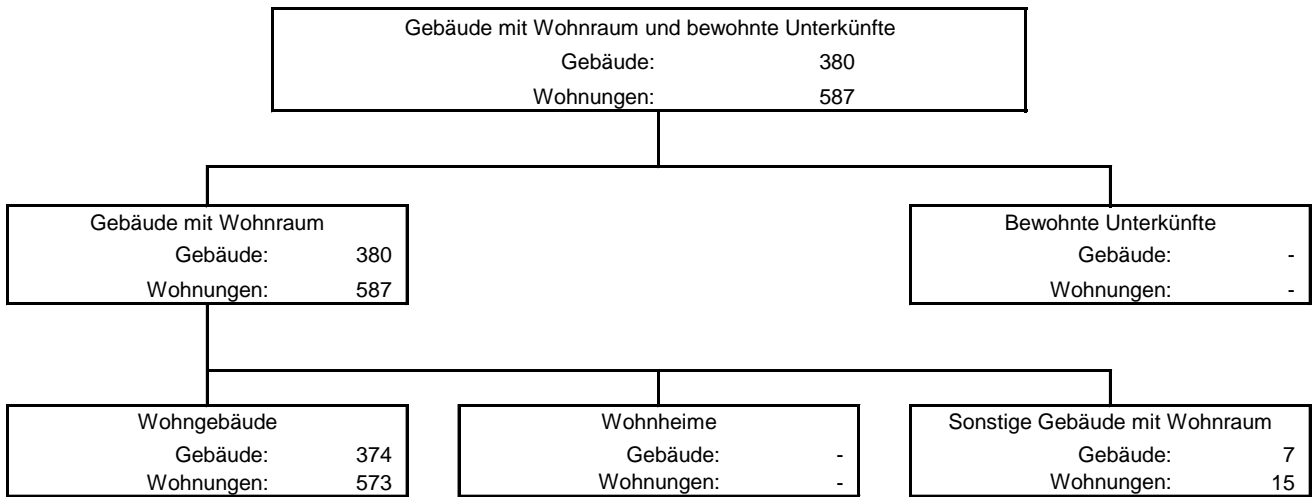 Gebäude mit Wohnraum und bewohnte Unterkünfte
Gebäude: 380
Wohnungen: 587
Gebäude mit Wohnraum
Gebäude: 380
Wohnungen: 587
Bewohnte Unterkünfte
Gebäude: -
Wohnungen: -
Wohngebäude
Gebäude: 374
Wohnungen: 573
Wohnheime
Gebäude: -
Wohnungen: -
Sonstige Gebäude mit Wohnraum
Gebäude: 7
Wohnungen: 15